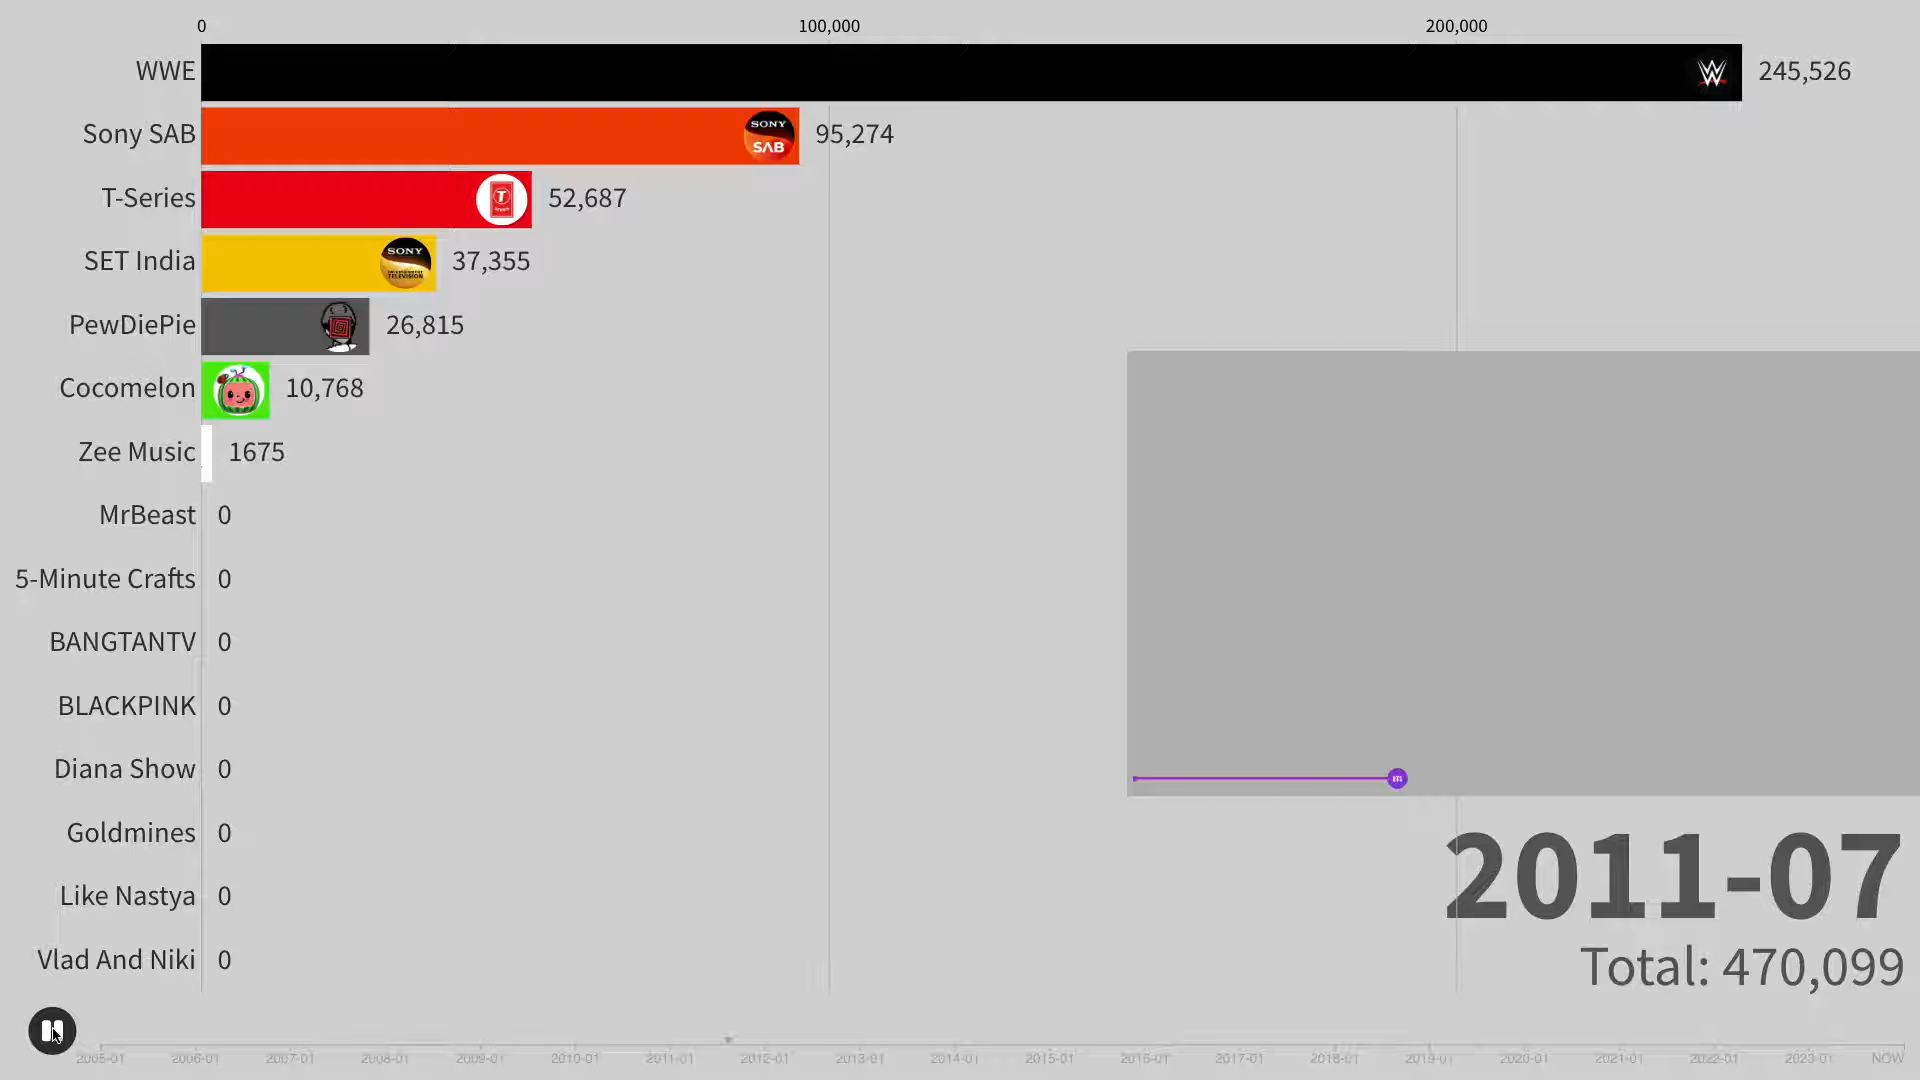 0 100,000 200,000
WWE 245,526
Sony SAB SONY SAB 95,274
T-Series T 52,687
SET India SONY TELEVISION 37,355
PewDiePie 26,815
Cocomelon 10,768
Zee Music 1675
MrBeast 0
5-Minute Crafts 0
BANGTANTV 0
BLACKPINK 0
Diana Show 0
Goldmines 0
Like Nastya 0
Vlad And Niki 0
2011-07
Total: 470,099
2005-01 2006-01 2007-01 2008-01 2009-01 2010-01 2011-01 2012-01 2013-01 2014-01 2015-01 2016-01 2017-01 2018-01 2019-01 2020-01 2021-01 2022-01 2023-01 NOW